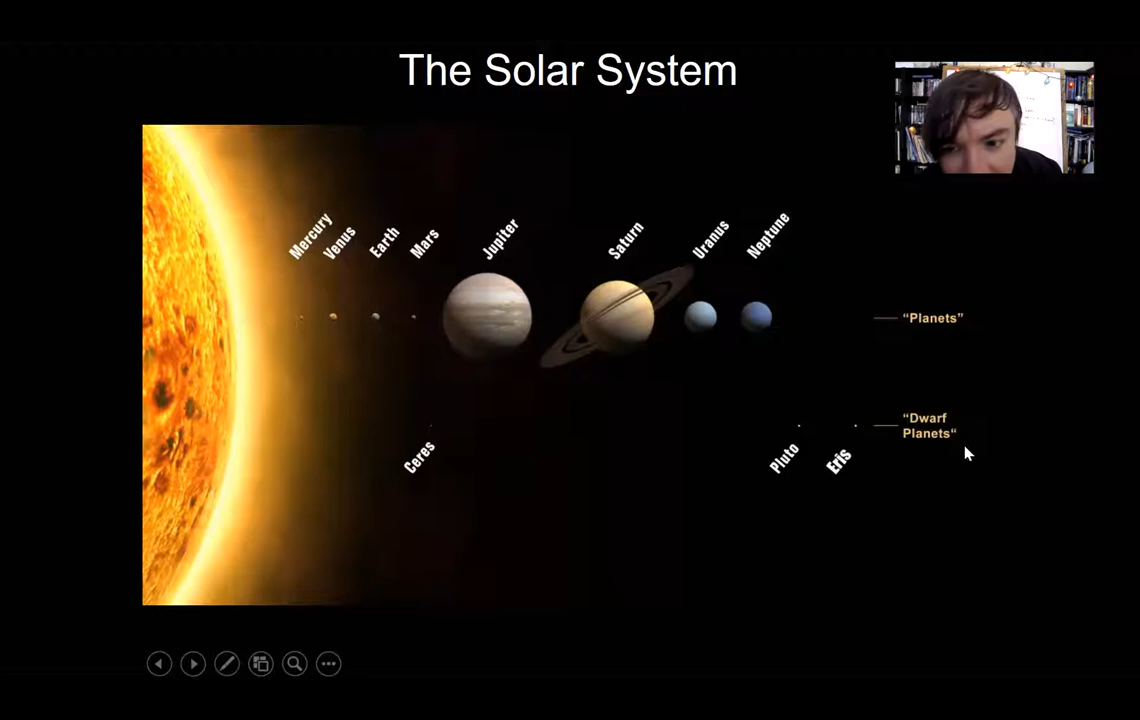 The Solar System
Mercury
Venus
Earth
Mars
Jupiter
Saturn
Uranus
Neptune
“Planets”
Ceres
Pluto
Eris
“Dwarf
Planets“